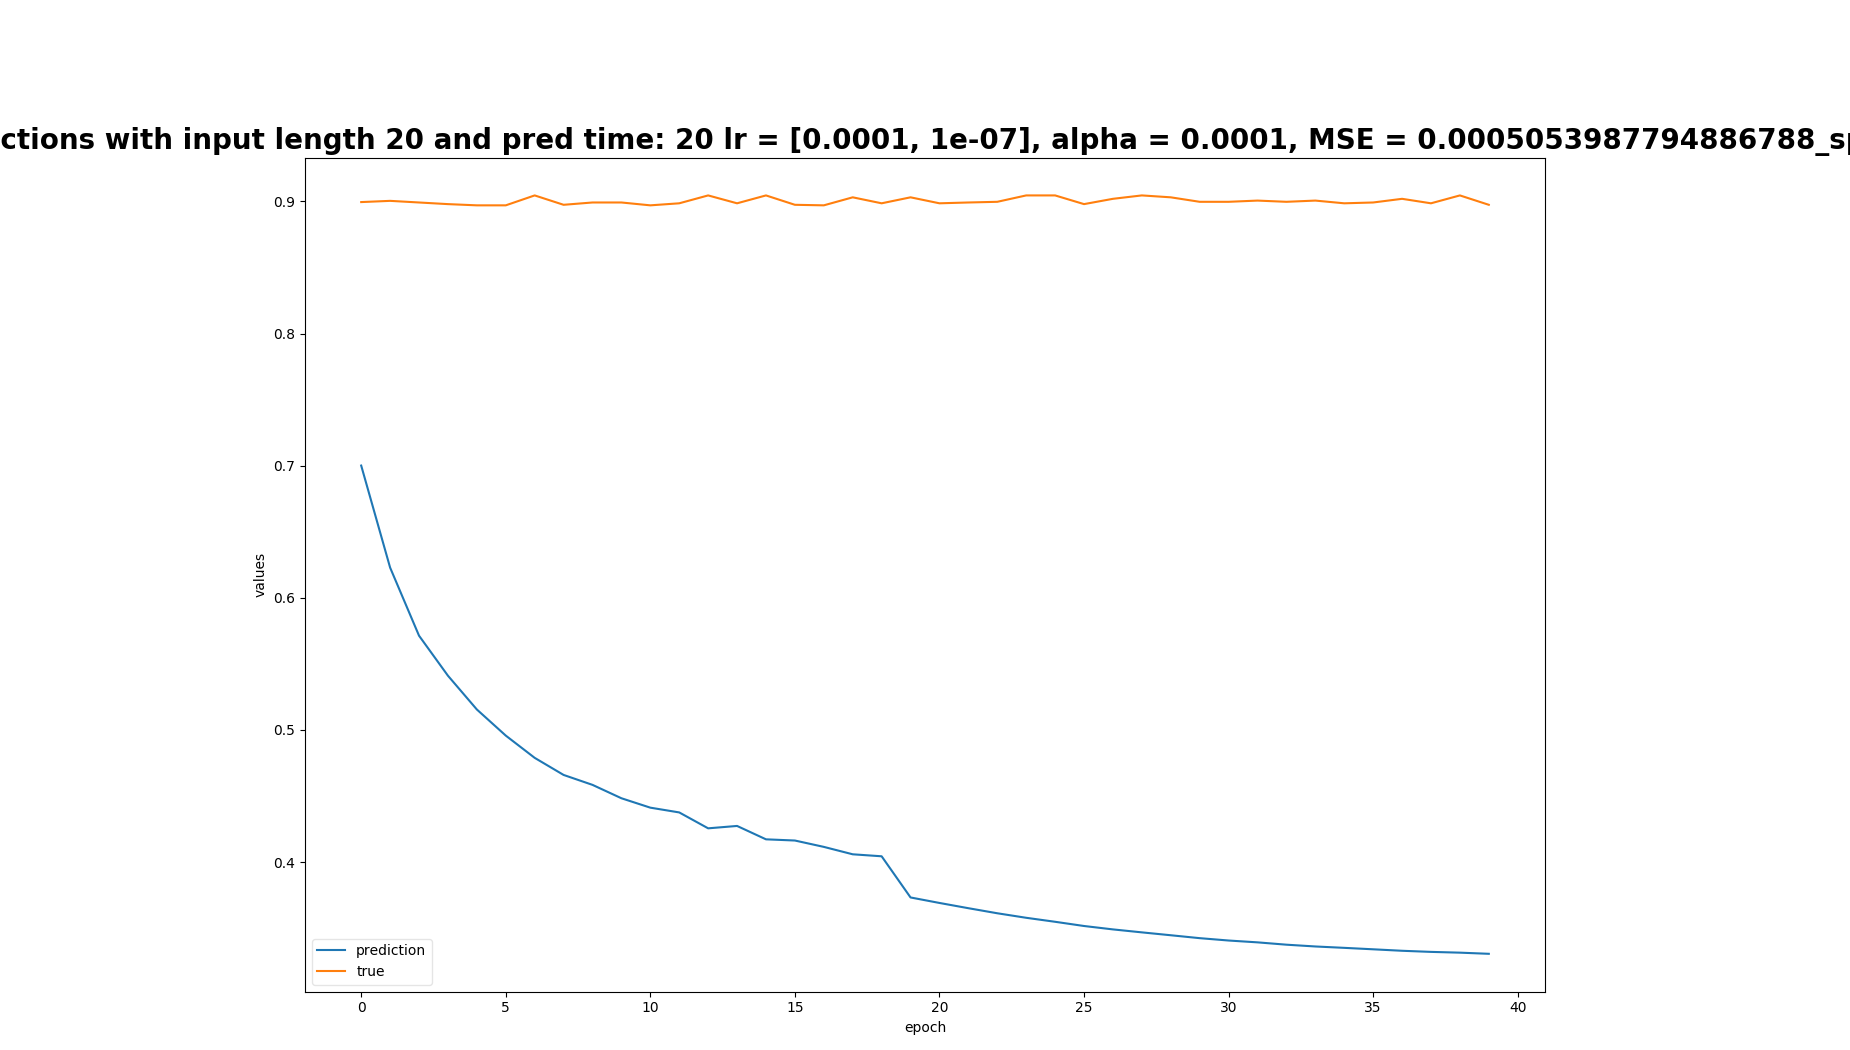 ctions with input length 20 and pred time: 20 lr = [0.0001, 1e-07], alpha = 0.0001, MSE = 0.0005053987794886788_s
0.9
0.8
0.7
0.6
0.5
0.4
values
prediction
true
0 5 10 15 20 25 30 35 40
epoch